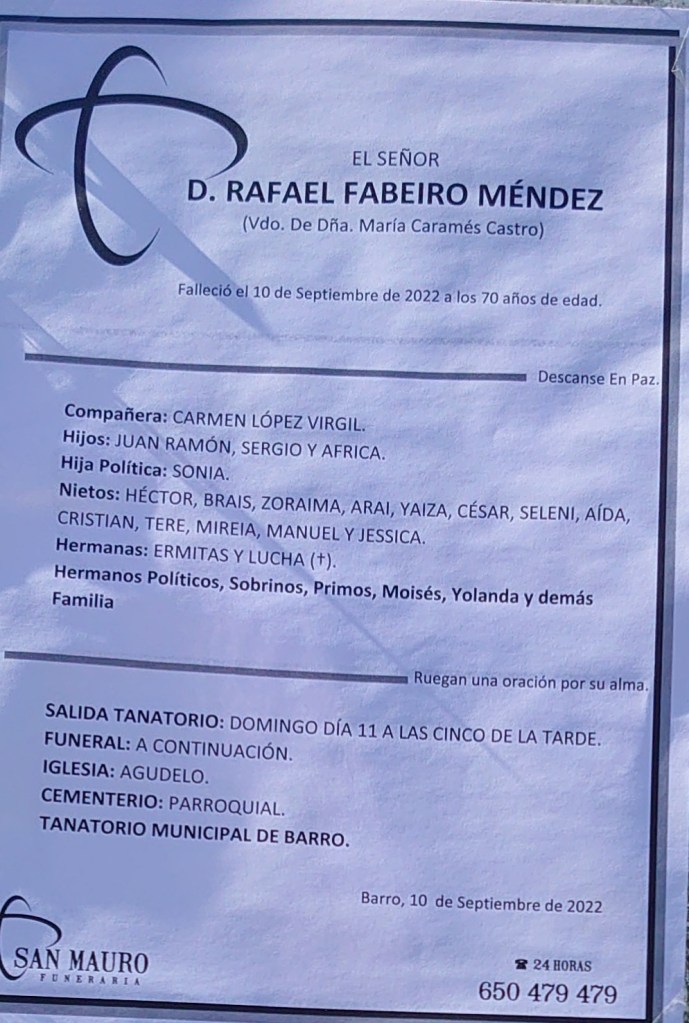 EL SEÑOR
D. RAFAEL FABEIRO MÉNDEZ
(Vdo. De Dña. María Caramés Castro)
Falleció el 10 de Septiembre de 2022 a los 70 años de edad.
Descanse En Paz.
Compañera: CARMEN LÓPEZ VIRGIL.
Hijos: JUAN RAMÓN, SERGIO Y AFRICA.
Hija Política: SONIA.
Nietos: HÉCTOR, BRAIS, ZORAIMA, ARAI, YAIZA, CÉSAR, SELENI, AÍDA,
CRISTIAN, TERE, MIREIA, MANUEL Y JESSICA.
Hermanas: ERMITAS Y LUCHA (†).
Hermanos Políticos, Sobrinos, Primos, Moisés, Yolanda y demás
Familia
Ruegan una oración por su alma.
SALIDA TANATORIO: DOMINGO DÍA 11 A LAS CINCO DE LA TARDE.
FUNERAL: A CONTINUACIÓN.
IGLESIA: AGUDELO.
CEMENTERIO: PARROQUIAL.
TANATORIO MUNICIPAL DE BARRO.
Barro, 10 de Septiembre de 2022
SAN MAURO
FUNERARIA
☎ 24 HORAS
650 479 479